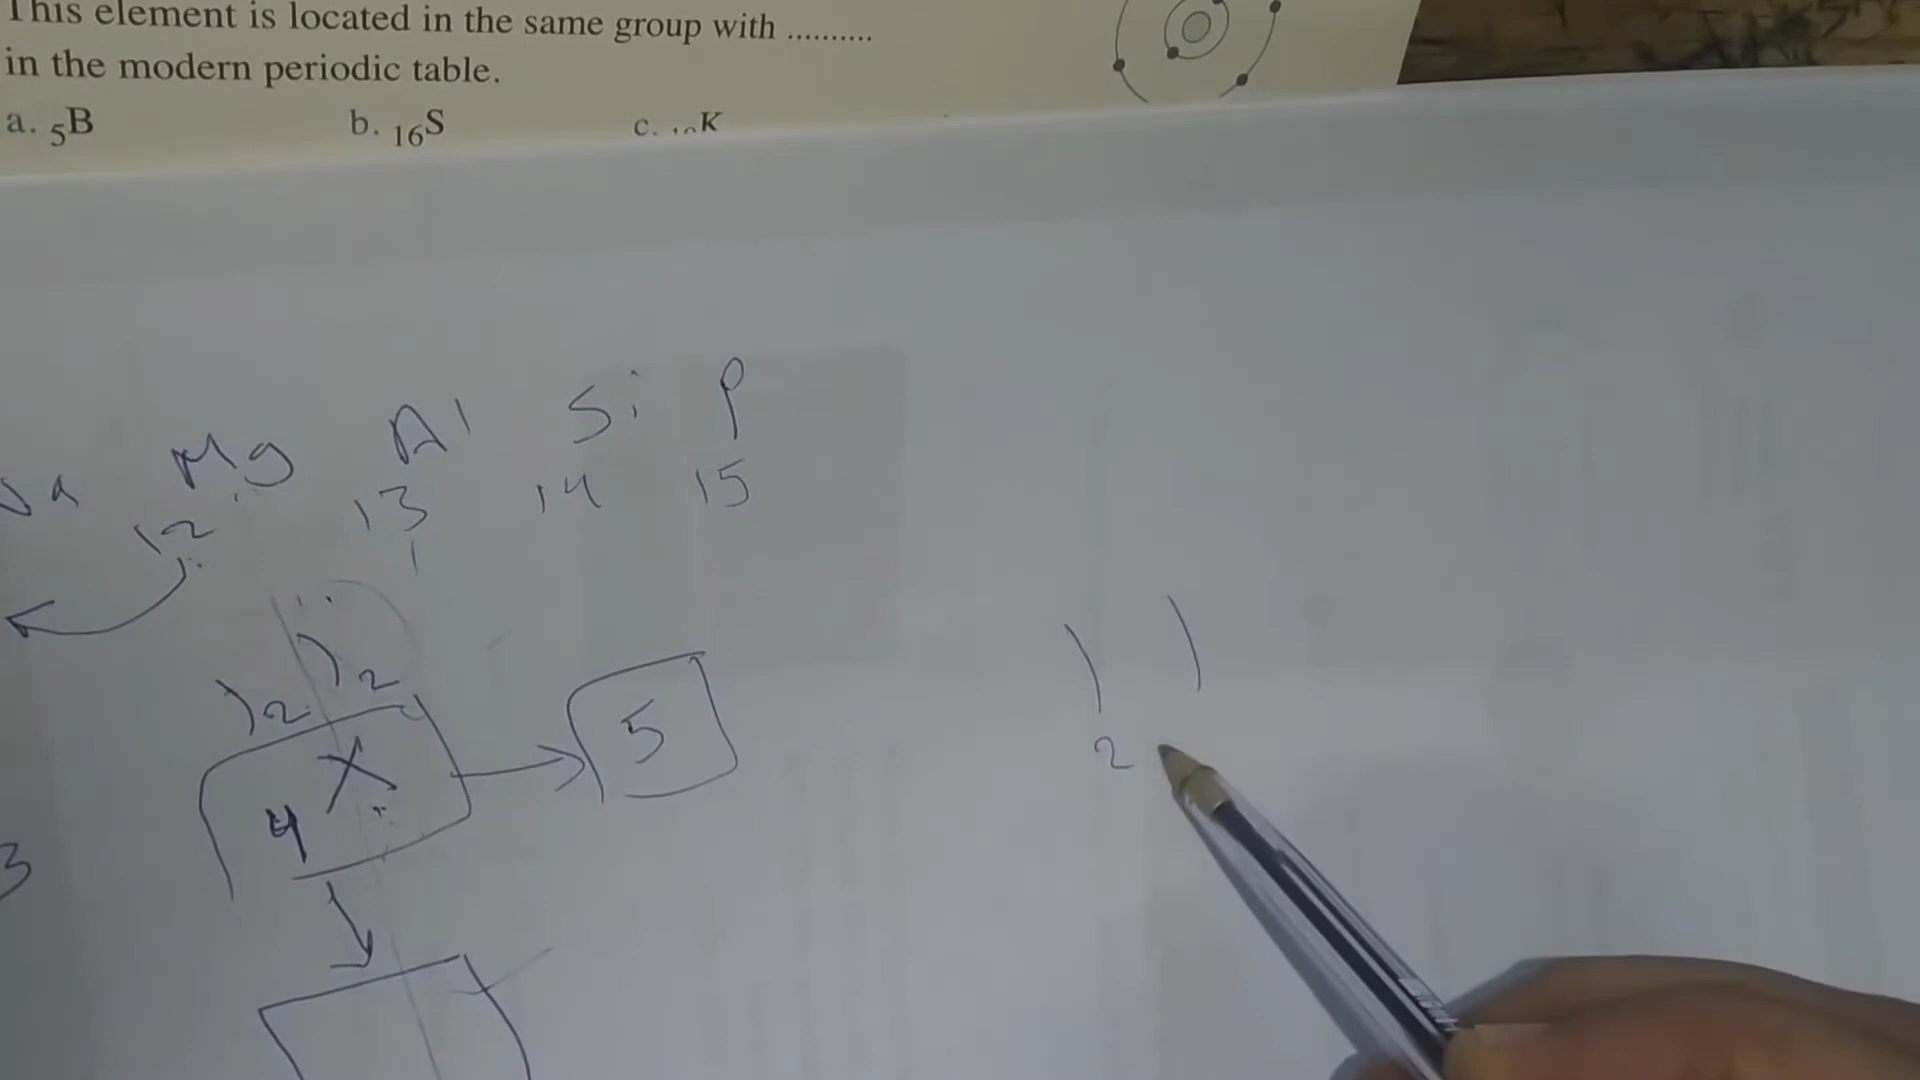 This element is located in the same group with ..........
in the modern periodic table.
a. ₅B b. ₁₆S c. K
Mg Al Si P
12 13 14 15
2 2
X 5
4
2
3